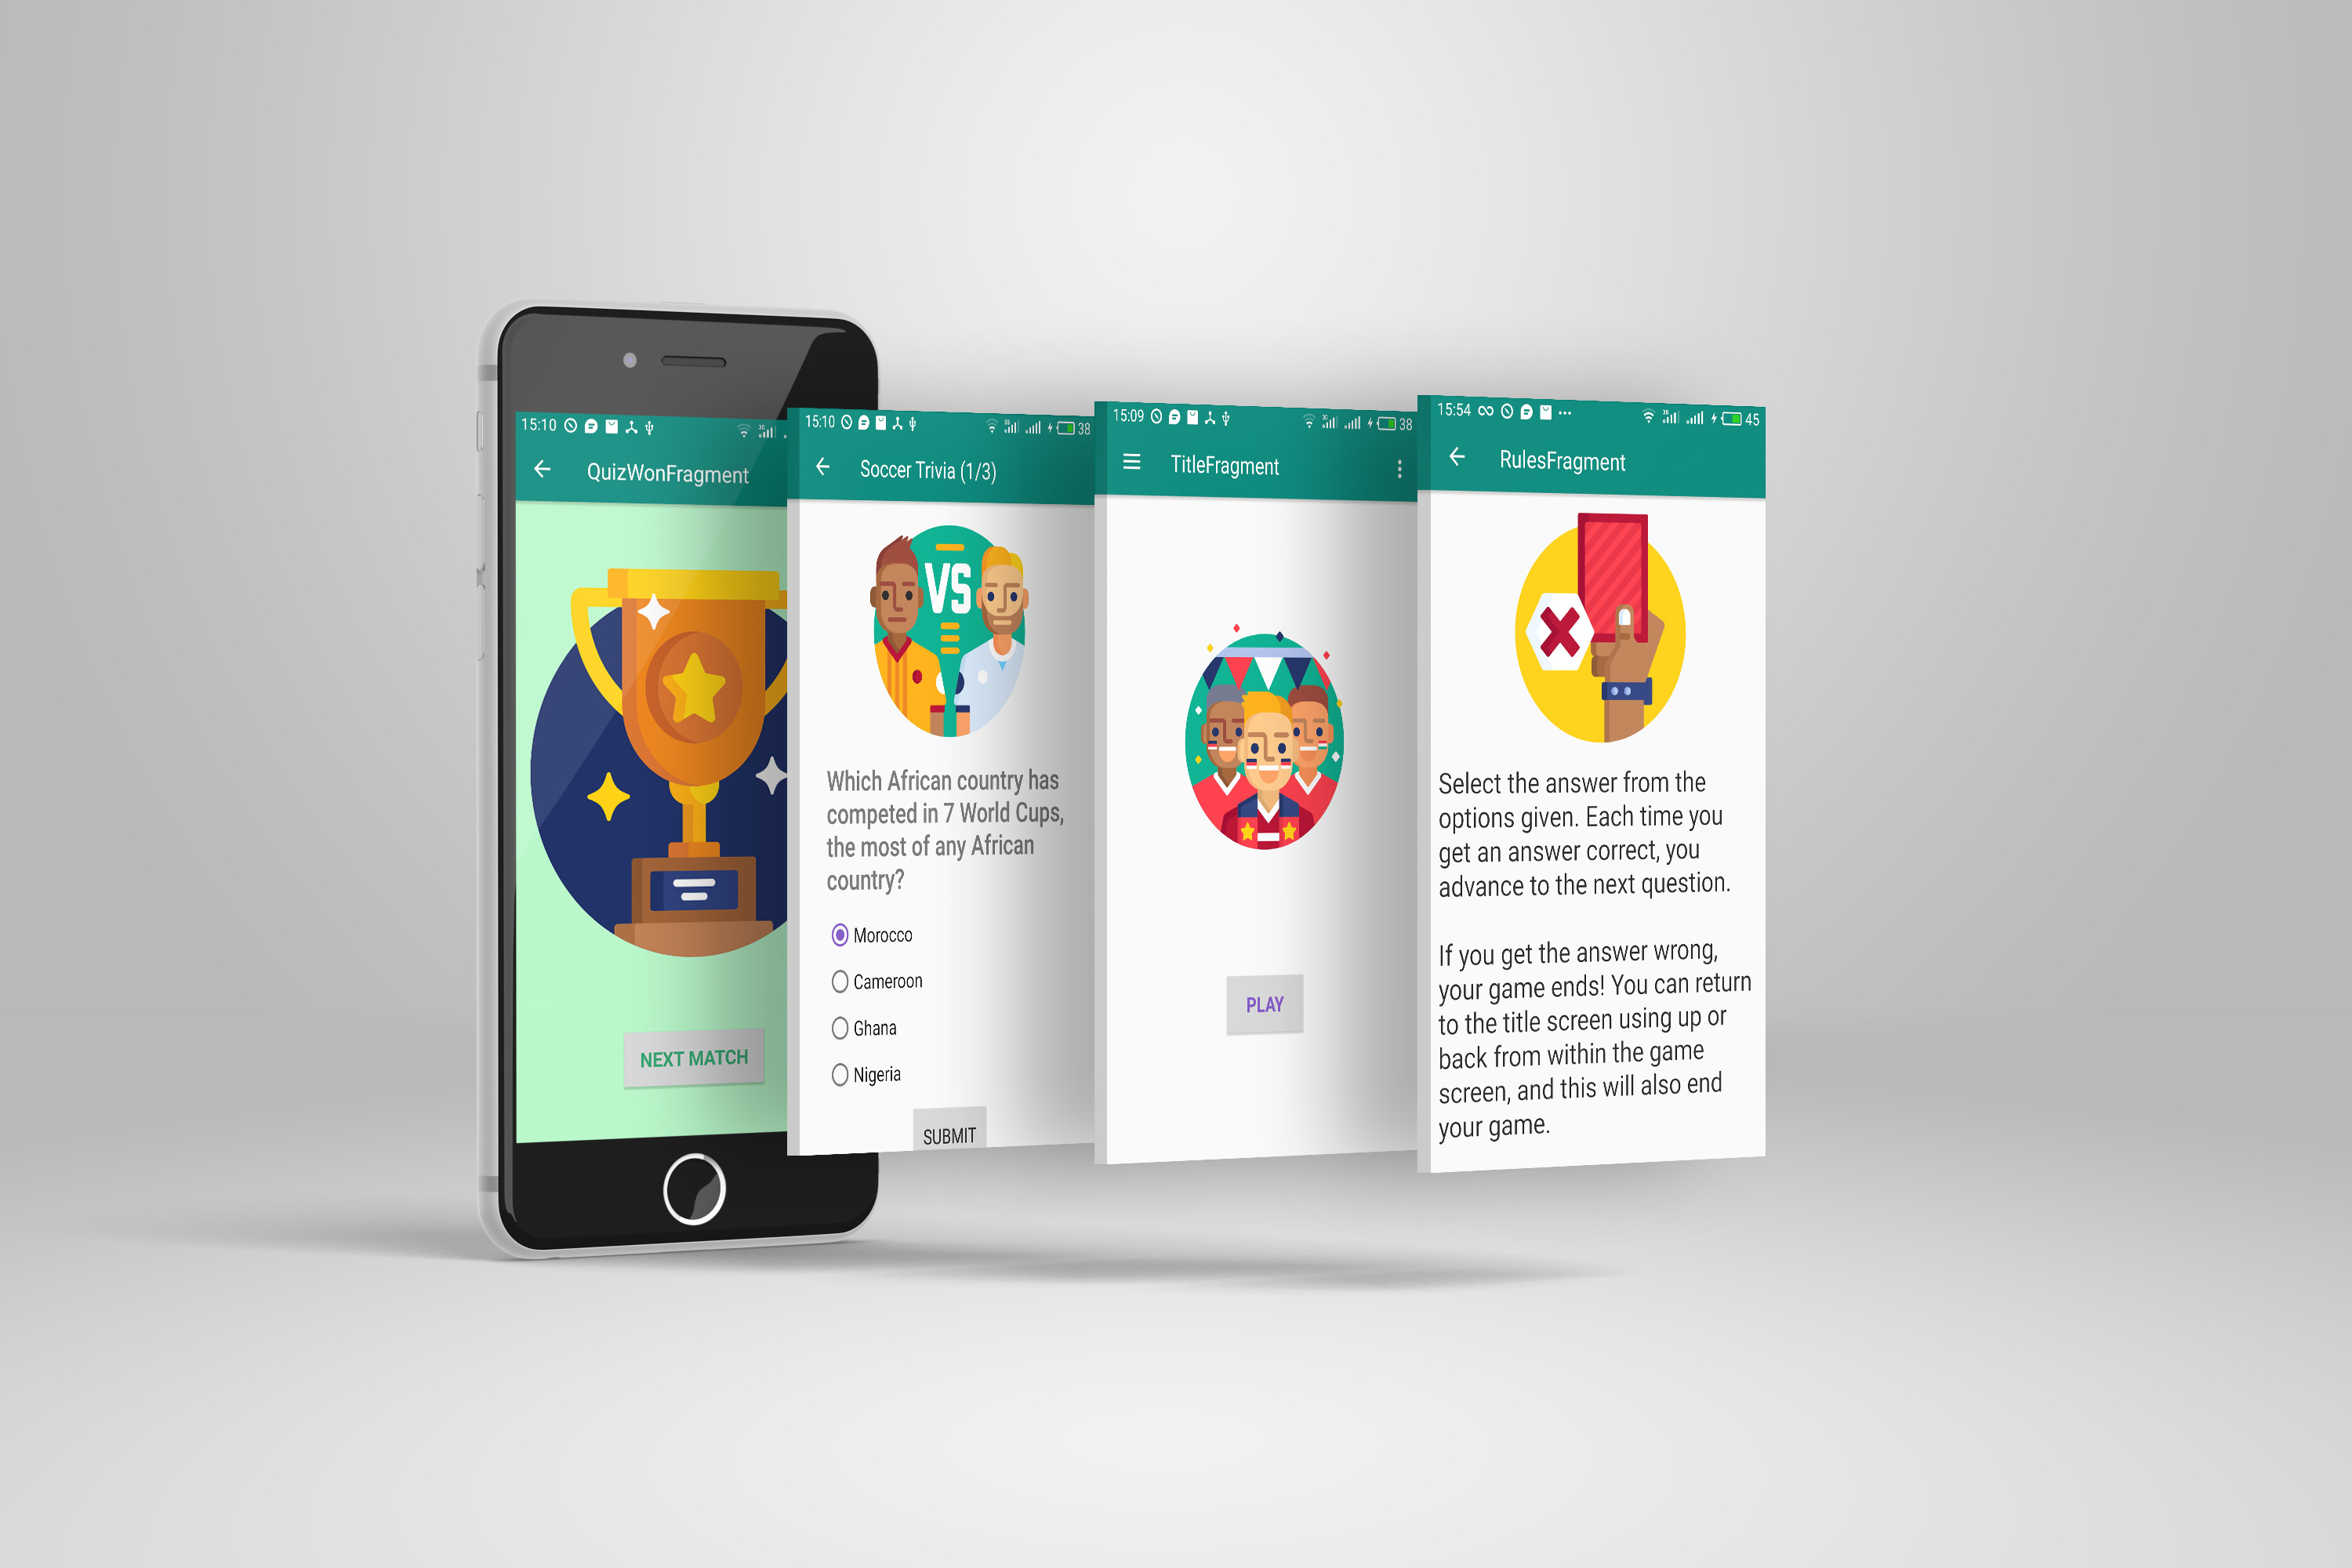 15:10
QuizWonFragment
NEXT MATCH
15:10
38
Soccer Trivia (1/3)
VS
Which African country has
competed in 7 World Cups,
the most of any African
country?
Morocco
Cameroon
Ghana
Nigeria
SUBMIT
15:09
38
TitleFragment
PLAY
15:54
45
RulesFragment
Select the answer from the
options given. Each time you
get an answer correct, you
advance to the next question.
If you get the answer wrong,
your game ends! You can return
to the title screen using up or
back from within the game
screen, and this will also end
your game.